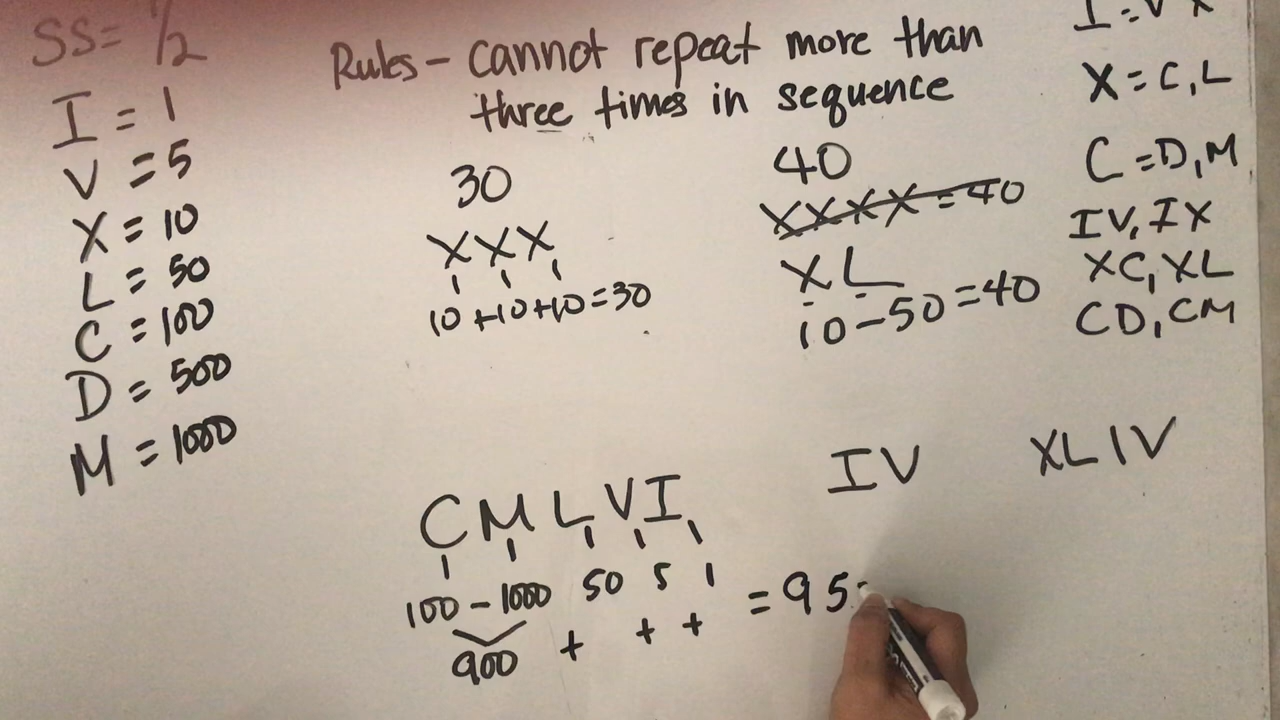 SS = 1/2
I = 1
V = 5
X = 10
L = 50
C = 100
D = 500
M = 1000
Rules - cannot repeat more than
three times in sequence
30
XXX
10 +10 +10 = 30
40
XXXX = 40
XL
10 - 50 = 40
I = V X
X = C, L
C = D, M
IV, IX
XC, XL
CD, CM
CMLVI
100 - 1000 50 5 1 = 95
900 + + +
IV
XLIV